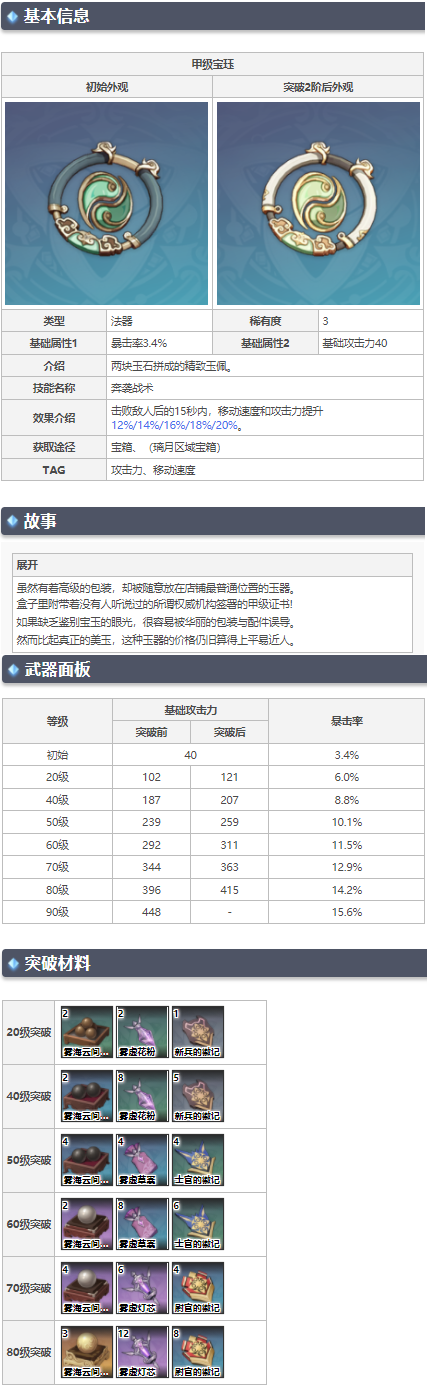 基本信息
甲级宝珏
初始外观 突破2阶后外观
类型 法器 稀有度 3
基础属性1 暴击率3.4% 基础属性2 基础攻击力40
介绍 两块玉石拼成的精致玉佩。
技能名称 奔袭战术
效果介绍 击败敌人后的15秒内，移动速度和攻击力提升
12%/14%/16%/18%/20%。
获取途径 宝箱、（璃月区域宝箱）
TAG 攻击力、移动速度
故事
展开
虽然有着高级的包装，却被随意放在店铺最普通位置的玉器。
盒子里附带着没有人听说过的所谓权威机构签署的甲级证书!
如果缺乏鉴别宝玉的眼光，很容易被华丽的包装与配件误导。
然而比起真正的美玉，这种玉器的价格仍旧算得上平易近人。
武器面板
等级 基础攻击力 暴击率
突破前 突破后
初始 40 3.4%
20级 102 121 6.0%
40级 187 207 8.8%
50级 239 259 10.1%
60级 292 311 11.5%
70级 344 363 12.9%
80级 396 415 14.2%
90级 448 - 15.6%
突破材料
2 2 1
20级突破
雾海云间... 雾虚花粉 新兵的徽记
2 8 5
40级突破
雾海云间... 雾虚花粉 新兵的徽记
4 4 4
50级突破
雾海云间... 雾虚草囊 士官的徽记
2 8 6
60级突破
雾海云间... 雾虚草囊 士官的徽记
4 6 4
70级突破
雾海云间... 雾虚灯芯 尉官的徽记
3 12 8
80级突破
雾海云间... 雾虚灯芯 尉官的徽记